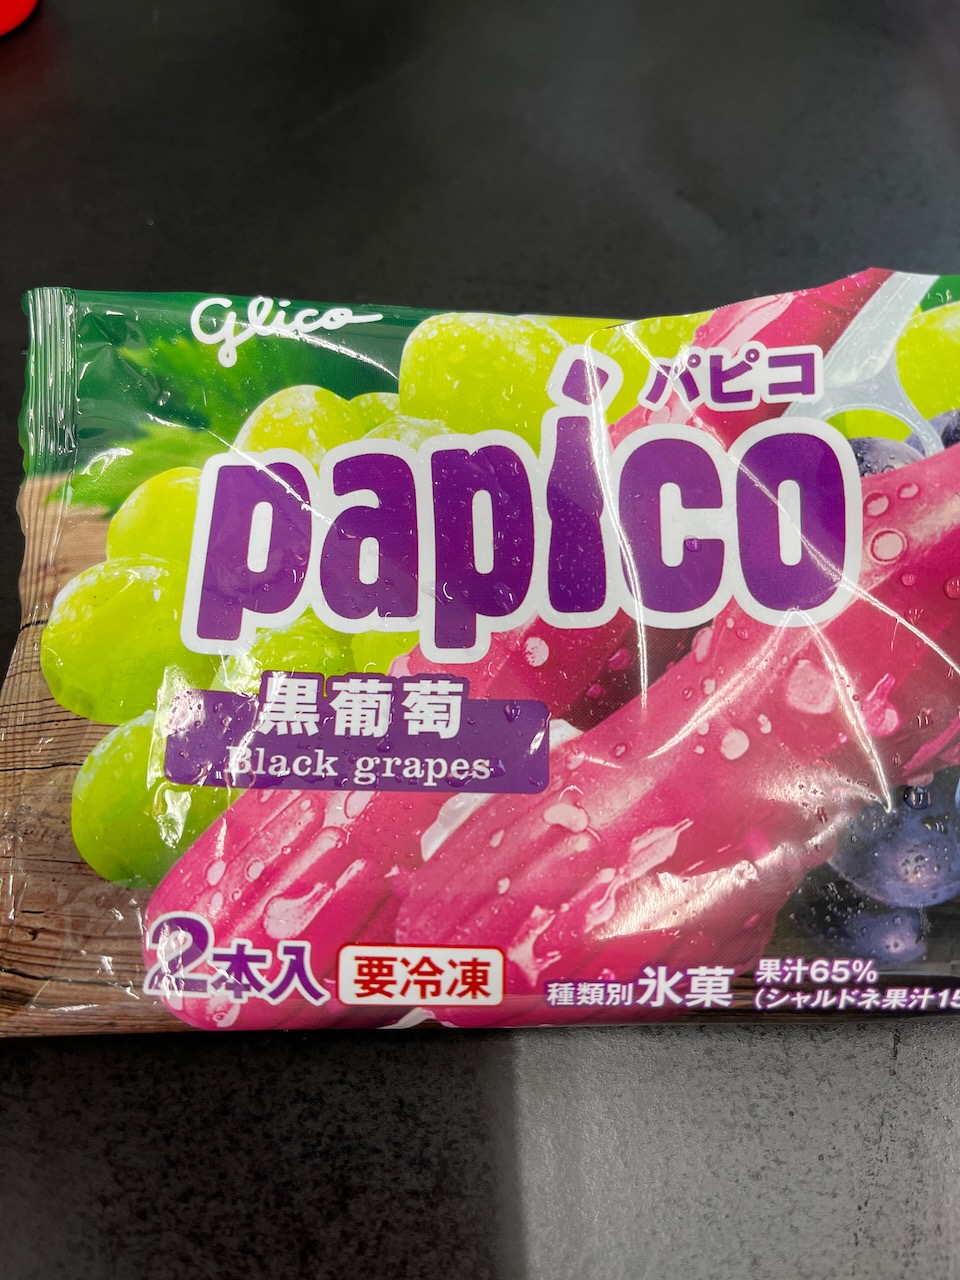 Glico
パピコ
papico
黒葡萄
Black grapes
2本入
要冷凍
種類別 氷菓
果汁65%
(シャルドネ果汁15